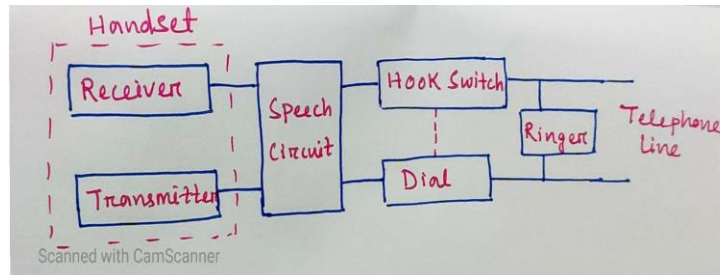 Handset
Receiver
Speech
Circuit
HOOK Switch
Ringer
Telephone
Line
Transmitter
Dial
Scanned with CamScanner